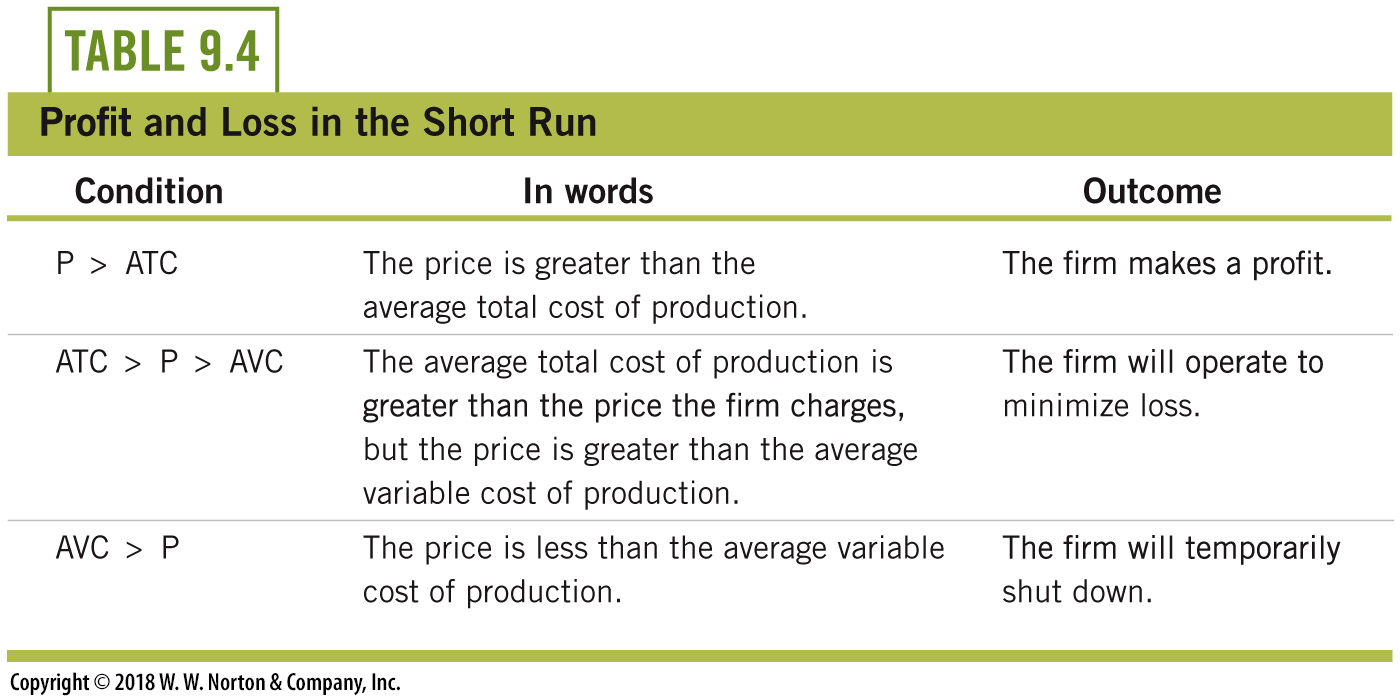 TABLE 9.4
Profit and Loss in the Short Run
Condition In words Outcome
P > ATC The price is greater than the The firm makes a profit.
average total cost of production.
ATC > P > AVC The average total cost of production is The firm will operate to
greater than the price the firm charges, minimize loss.
but the price is greater than the average
variable cost of production.
AVC > P The price is less than the average variable The firm will temporarily
cost of production. shut down.
Copyright © 2018 W. W. Norton & Company, Inc.